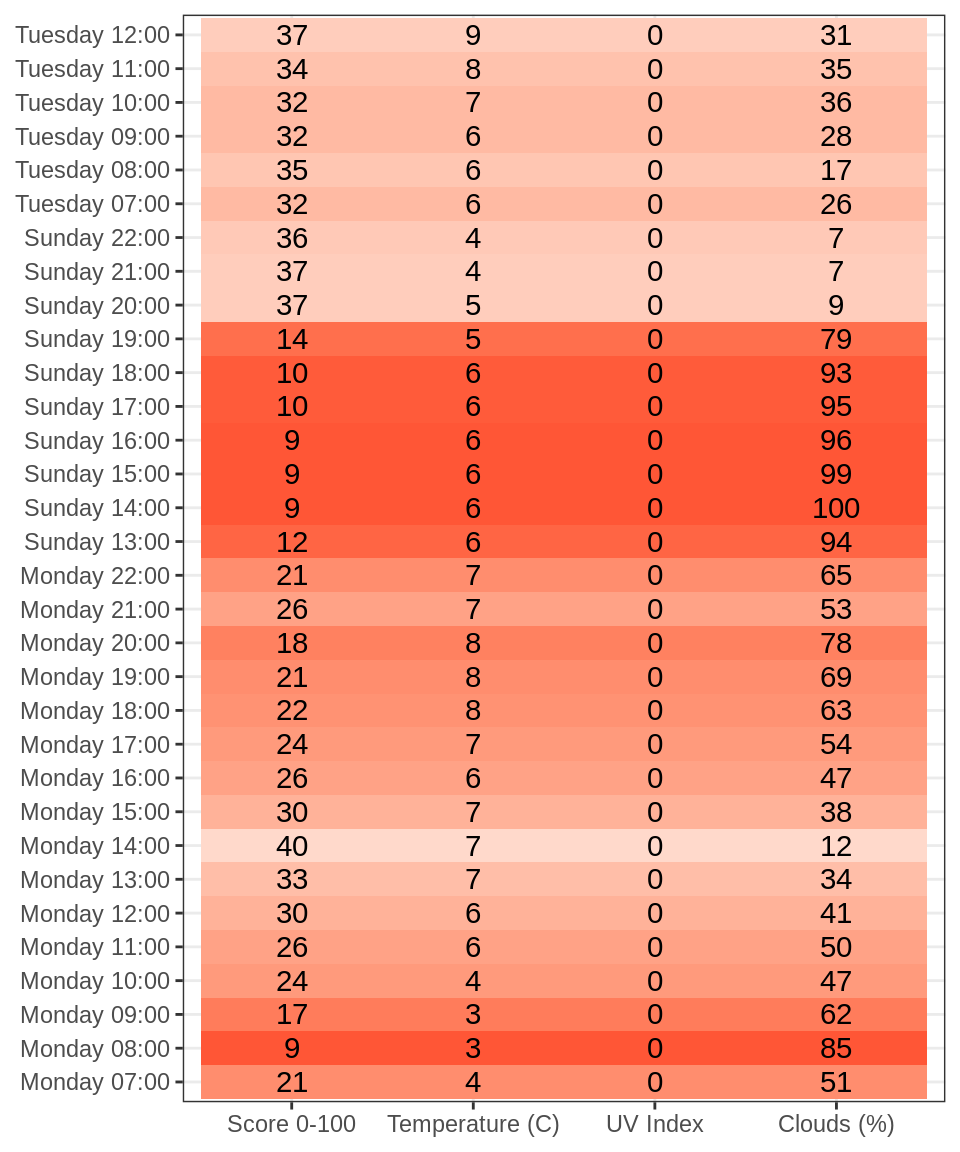 Tuesday 12:00 37 9 0 31
Tuesday 11:00 34 8 0 35
Tuesday 10:00 32 7 0 36
Tuesday 09:00 32 6 0 28
Tuesday 08:00 35 6 0 17
Tuesday 07:00 32 6 0 26
Sunday 22:00 36 4 0 7
Sunday 21:00 37 4 0 7
Sunday 20:00 37 5 0 9
Sunday 19:00 14 5 0 79
Sunday 18:00 10 6 0 93
Sunday 17:00 10 6 0 95
Sunday 16:00 9 6 0 96
Sunday 15:00 9 6 0 99
Sunday 14:00 9 6 0 100
Sunday 13:00 12 6 0 94
Monday 22:00 21 7 0 65
Monday 21:00 26 7 0 53
Monday 20:00 18 8 0 78
Monday 19:00 21 8 0 69
Monday 18:00 22 8 0 63
Monday 17:00 24 7 0 54
Monday 16:00 26 6 0 47
Monday 15:00 30 7 0 38
Monday 14:00 40 7 0 12
Monday 13:00 33 7 0 34
Monday 12:00 30 6 0 41
Monday 11:00 26 6 0 50
Monday 10:00 24 4 0 47
Monday 09:00 17 3 0 62
Monday 08:00 9 3 0 85
Monday 07:00 21 4 0 51
Score 0-100 Temperature (C) UV Index Clouds (%)